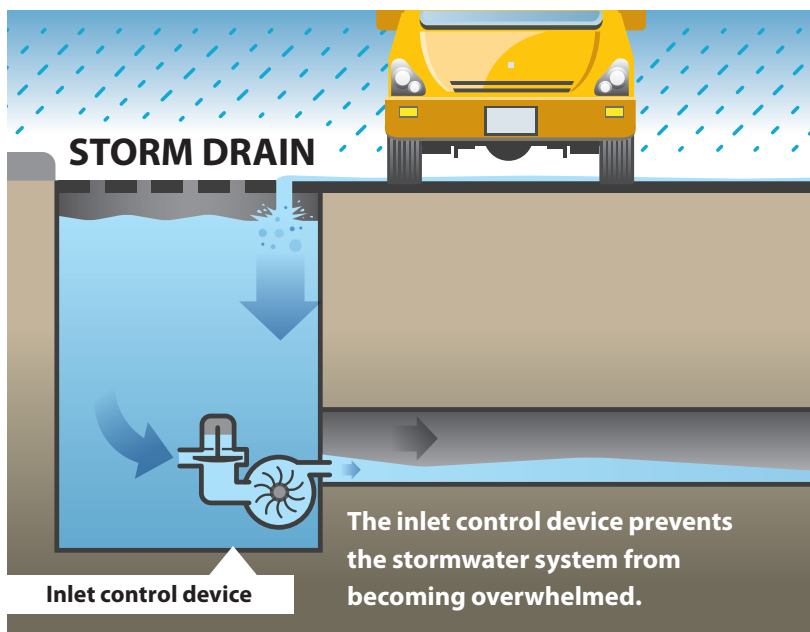 STORM DRAIN
The inlet control device prevents
the stormwater system from
becoming overwhelmed.
Inlet control device